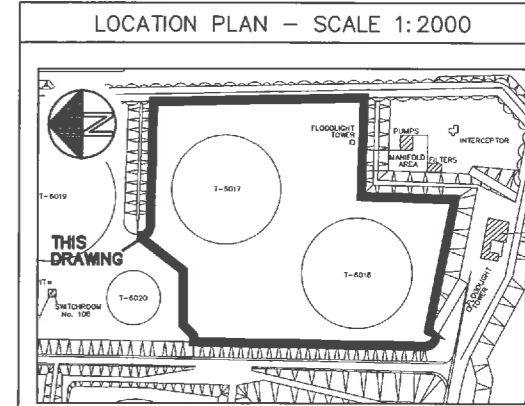 LOCATION PLAN – SCALE 1:2000
N
FLOODLIGHT
TOWER
PUMPS
INTERCEPTOR
MANIFOLD
AREA
FILTERS
T-6019
T-6017
THIS
DRAWING
T-6018
T-6020
SWITCHROOM
No. 106
FLOODLIGHT
TOWER